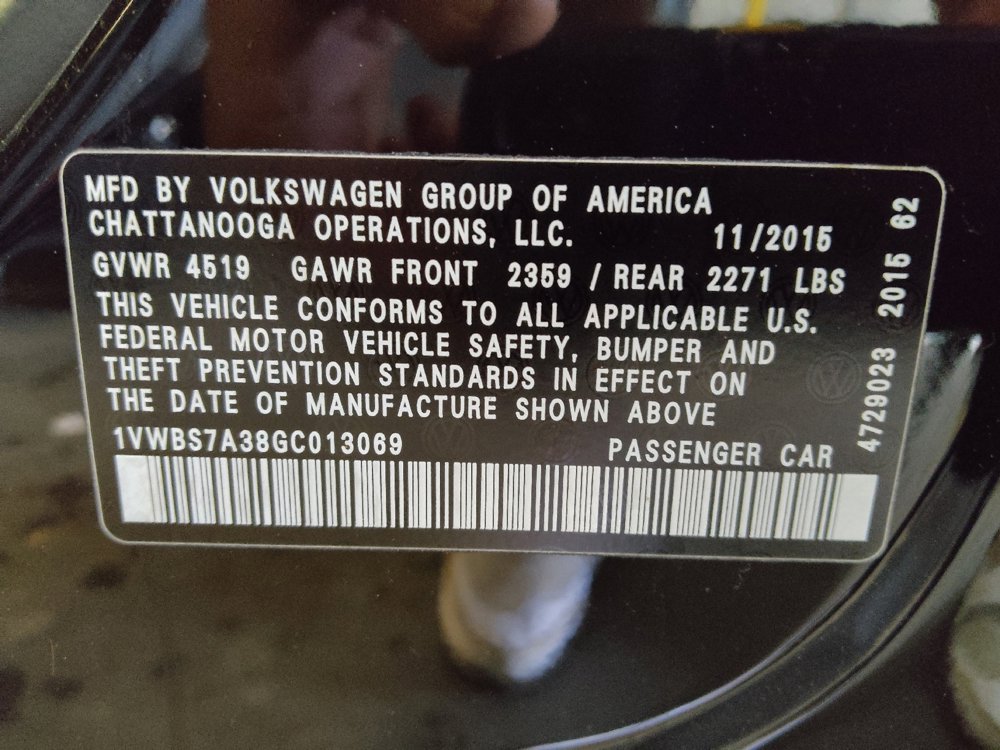 MFD BY VOLKSWAGEN GROUP OF AMERICA
CHATTANOOGA OPERATIONS, LLC. 11/2015
GVWR 4519 GAWR FRONT 2359 / REAR 2271 LBS
THIS VEHICLE CONFORMS TO ALL APPLICABLE U.S.
FEDERAL MOTOR VEHICLE SAFETY, BUMPER AND
THEFT PREVENTION STANDARDS IN EFFECT ON
THE DATE OF MANUFACTURE SHOWN ABOVE
1VWBS7A38GC013069 PASSENGER CAR
4729023 2015 62